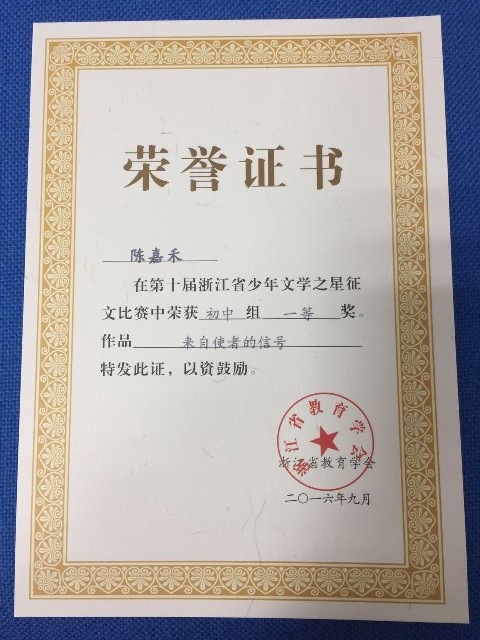 荣誉证书
陈嘉禾
在第十届浙江省少年文学之星征
文比赛中荣获 初中 组 一等 奖。
作品 来自使者的信号
特发此证，以资鼓励。
浙江省教育学会
浙江省教育学会
二〇一六年九月